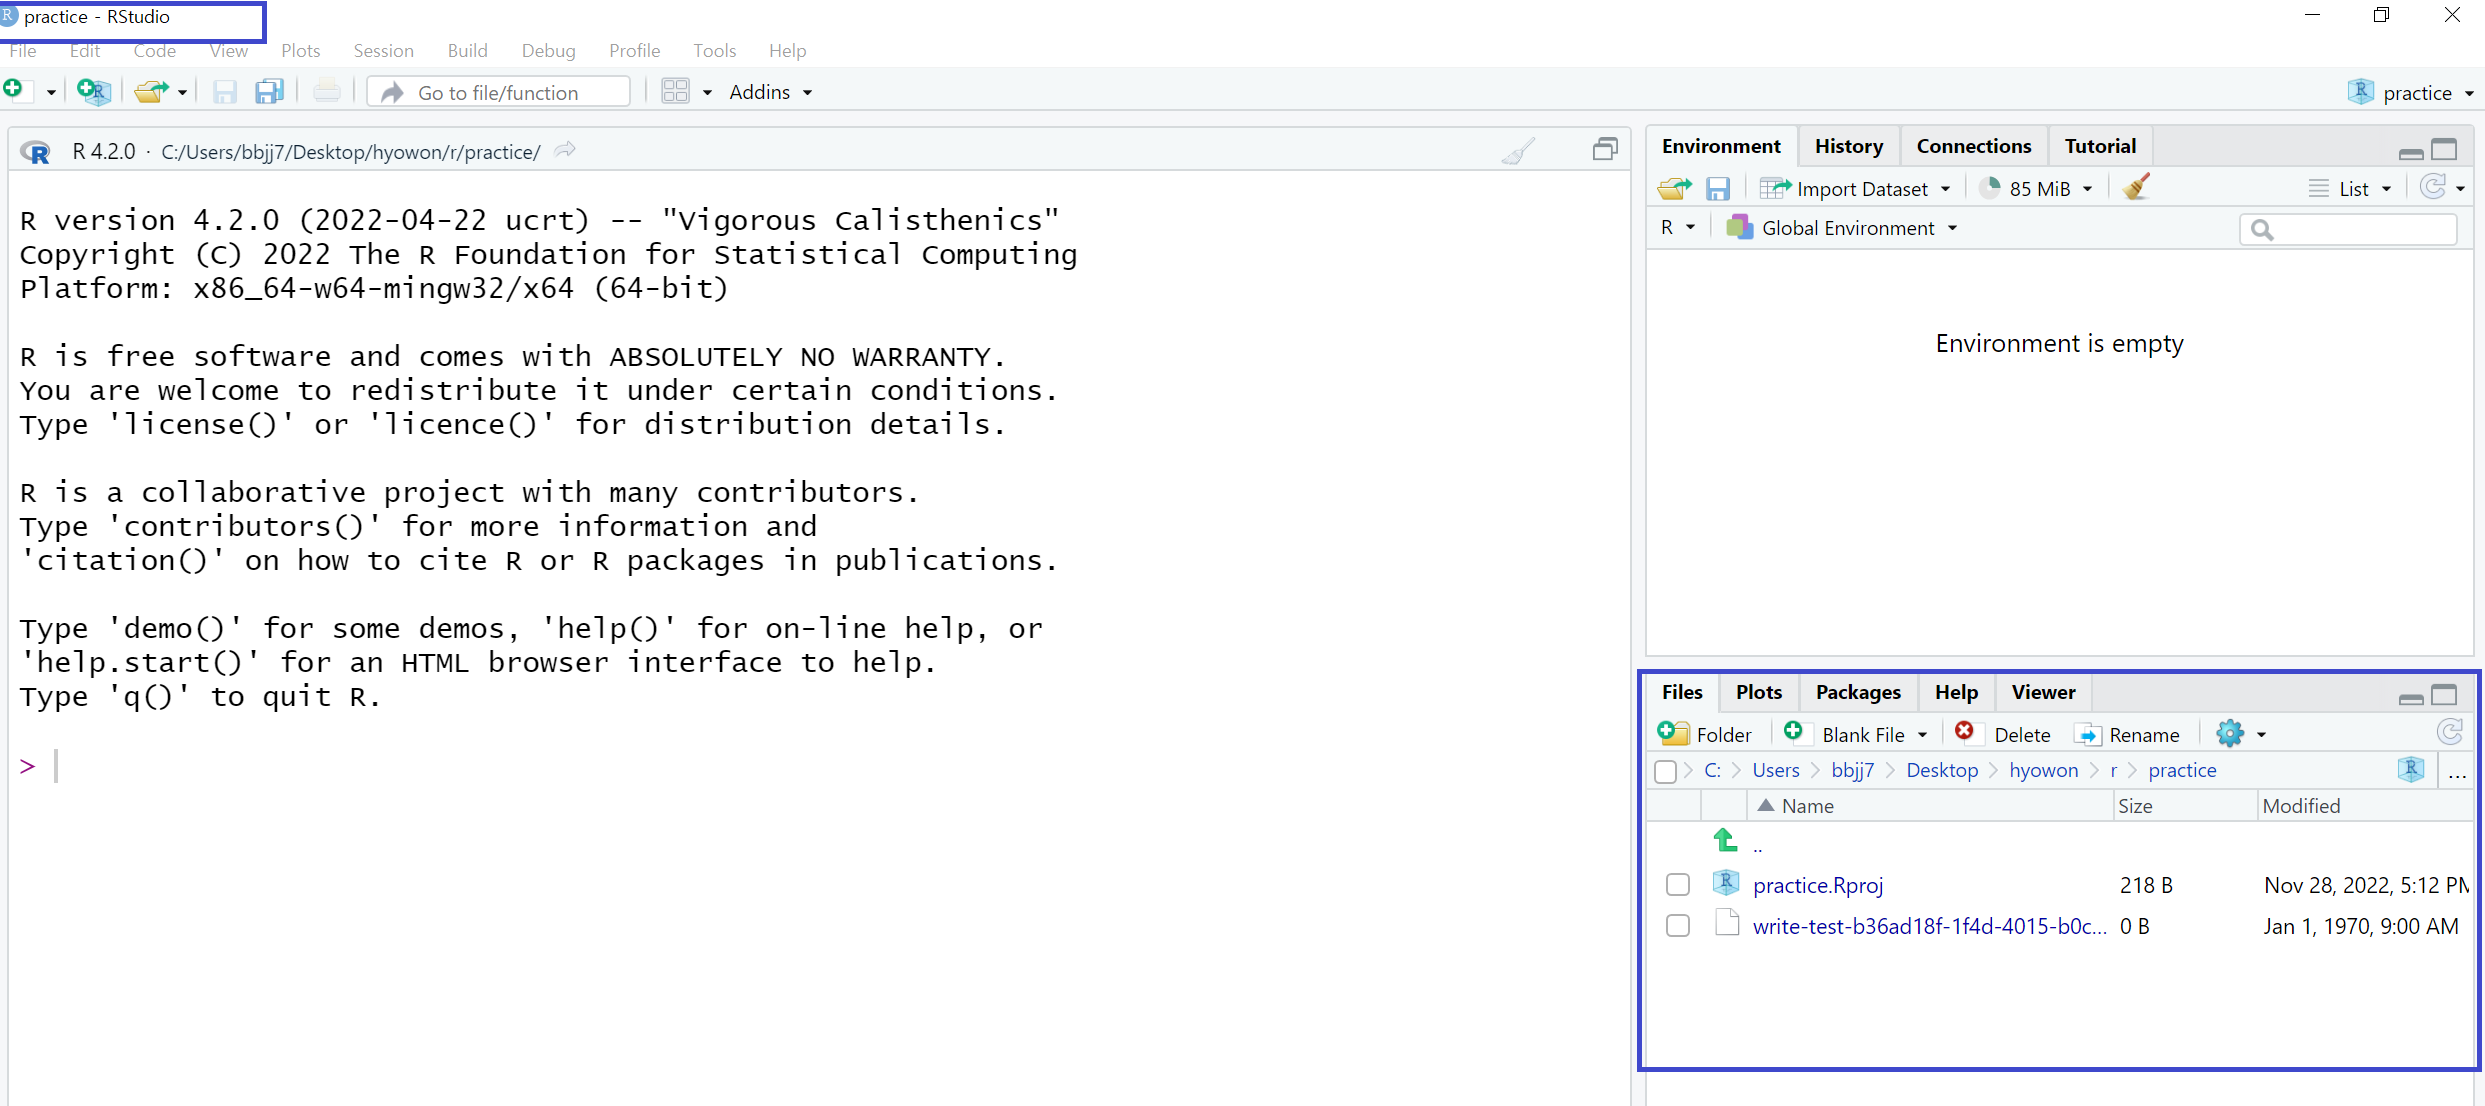 practice - RStudio
File Edit Code View Plots Session Build Debug Profile Tools Help
Go to file/function Addins practice
R 4.2.0 · C:/Users/bbjj7/Desktop/hyowon/r/practice/
R version 4.2.0 (2022-04-22 ucrt) -- "Vigorous Calisthenics"
Copyright (C) 2022 The R Foundation for Statistical Computing
Platform: x86_64-w64-mingw32/x64 (64-bit)
R is free software and comes with ABSOLUTELY NO WARRANTY.
You are welcome to redistribute it under certain conditions.
Type 'license()' or 'licence()' for distribution details.
R is a collaborative project with many contributors.
Type 'contributors()' for more information and
'citation()' on how to cite R or R packages in publications.
Type 'demo()' for some demos, 'help()' for on-line help, or
'help.start()' for an HTML browser interface to help.
Type 'q()' to quit R.
>
Environment History Connections Tutorial
Import Dataset 85 MiB List
R Global Environment
Environment is empty
Files Plots Packages Help Viewer
Folder Blank File Delete Rename
C: Users bbjj7 Desktop hyowon r practice ...
Name Size Modified
..
practice.Rproj 218 B Nov 28, 2022, 5:12 PM
write-test-b36ad18f-1f4d-4015-b0c... 0 B Jan 1, 1970, 9:00 AM